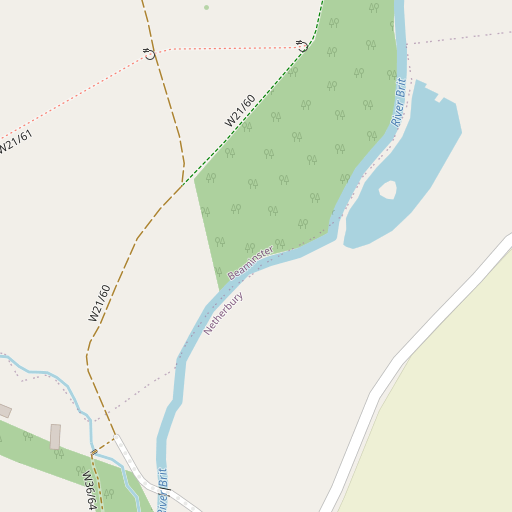 W21/60
River Brit
W21/61
Beaminster
Netherbury
W21/60
River Brit
W36/64